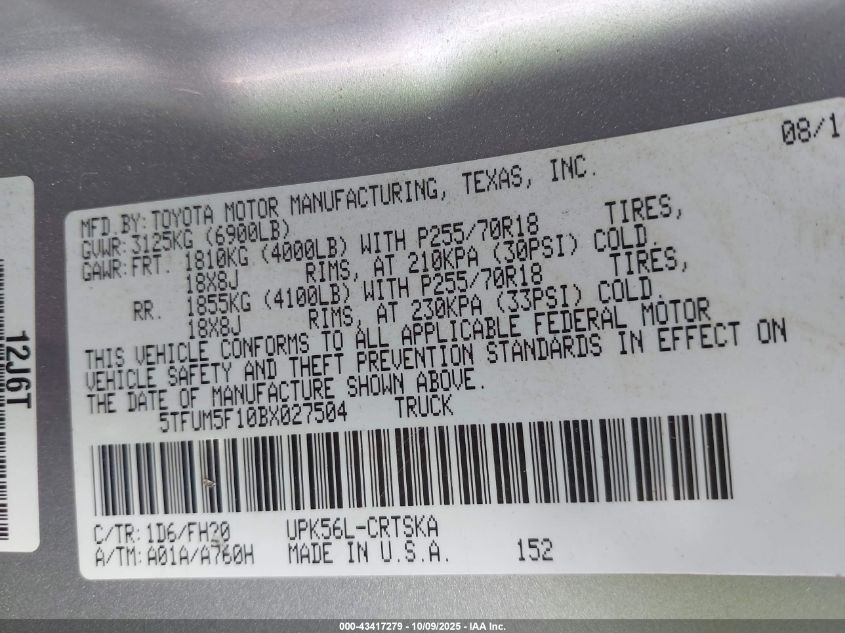 08/1
MFD.BY:TOYOTA MOTOR MANUFACTURING, TEXAS, INC.
GVWR:3125KG (6900LB)
GAWR:FRT. 1810KG (4000LB) WITH P255/70R18 TIRES,
18X8J RIMS, AT 210KPA (30PSI) COLD.
RR. 1855KG (4100LB) WITH P255/70R18 TIRES,
18X8J RIMS, AT 230KPA (33PSI) COLD.
THIS VEHICLE CONFORMS TO ALL APPLICABLE FEDERAL MOTOR
VEHICLE SAFETY AND THEFT PREVENTION STANDARDS IN EFFECT ON
THE DATE OF MANUFACTURE SHOWN ABOVE.
5TFUM5F10BX027504 TRUCK
C/TR:1D6/FH20 UPK56L-CRTSKA
A/TM:A01A/A760H MADE IN U.S.A. 152
12J6T
000-43417279 - 10/09/2025 - IAA Inc.